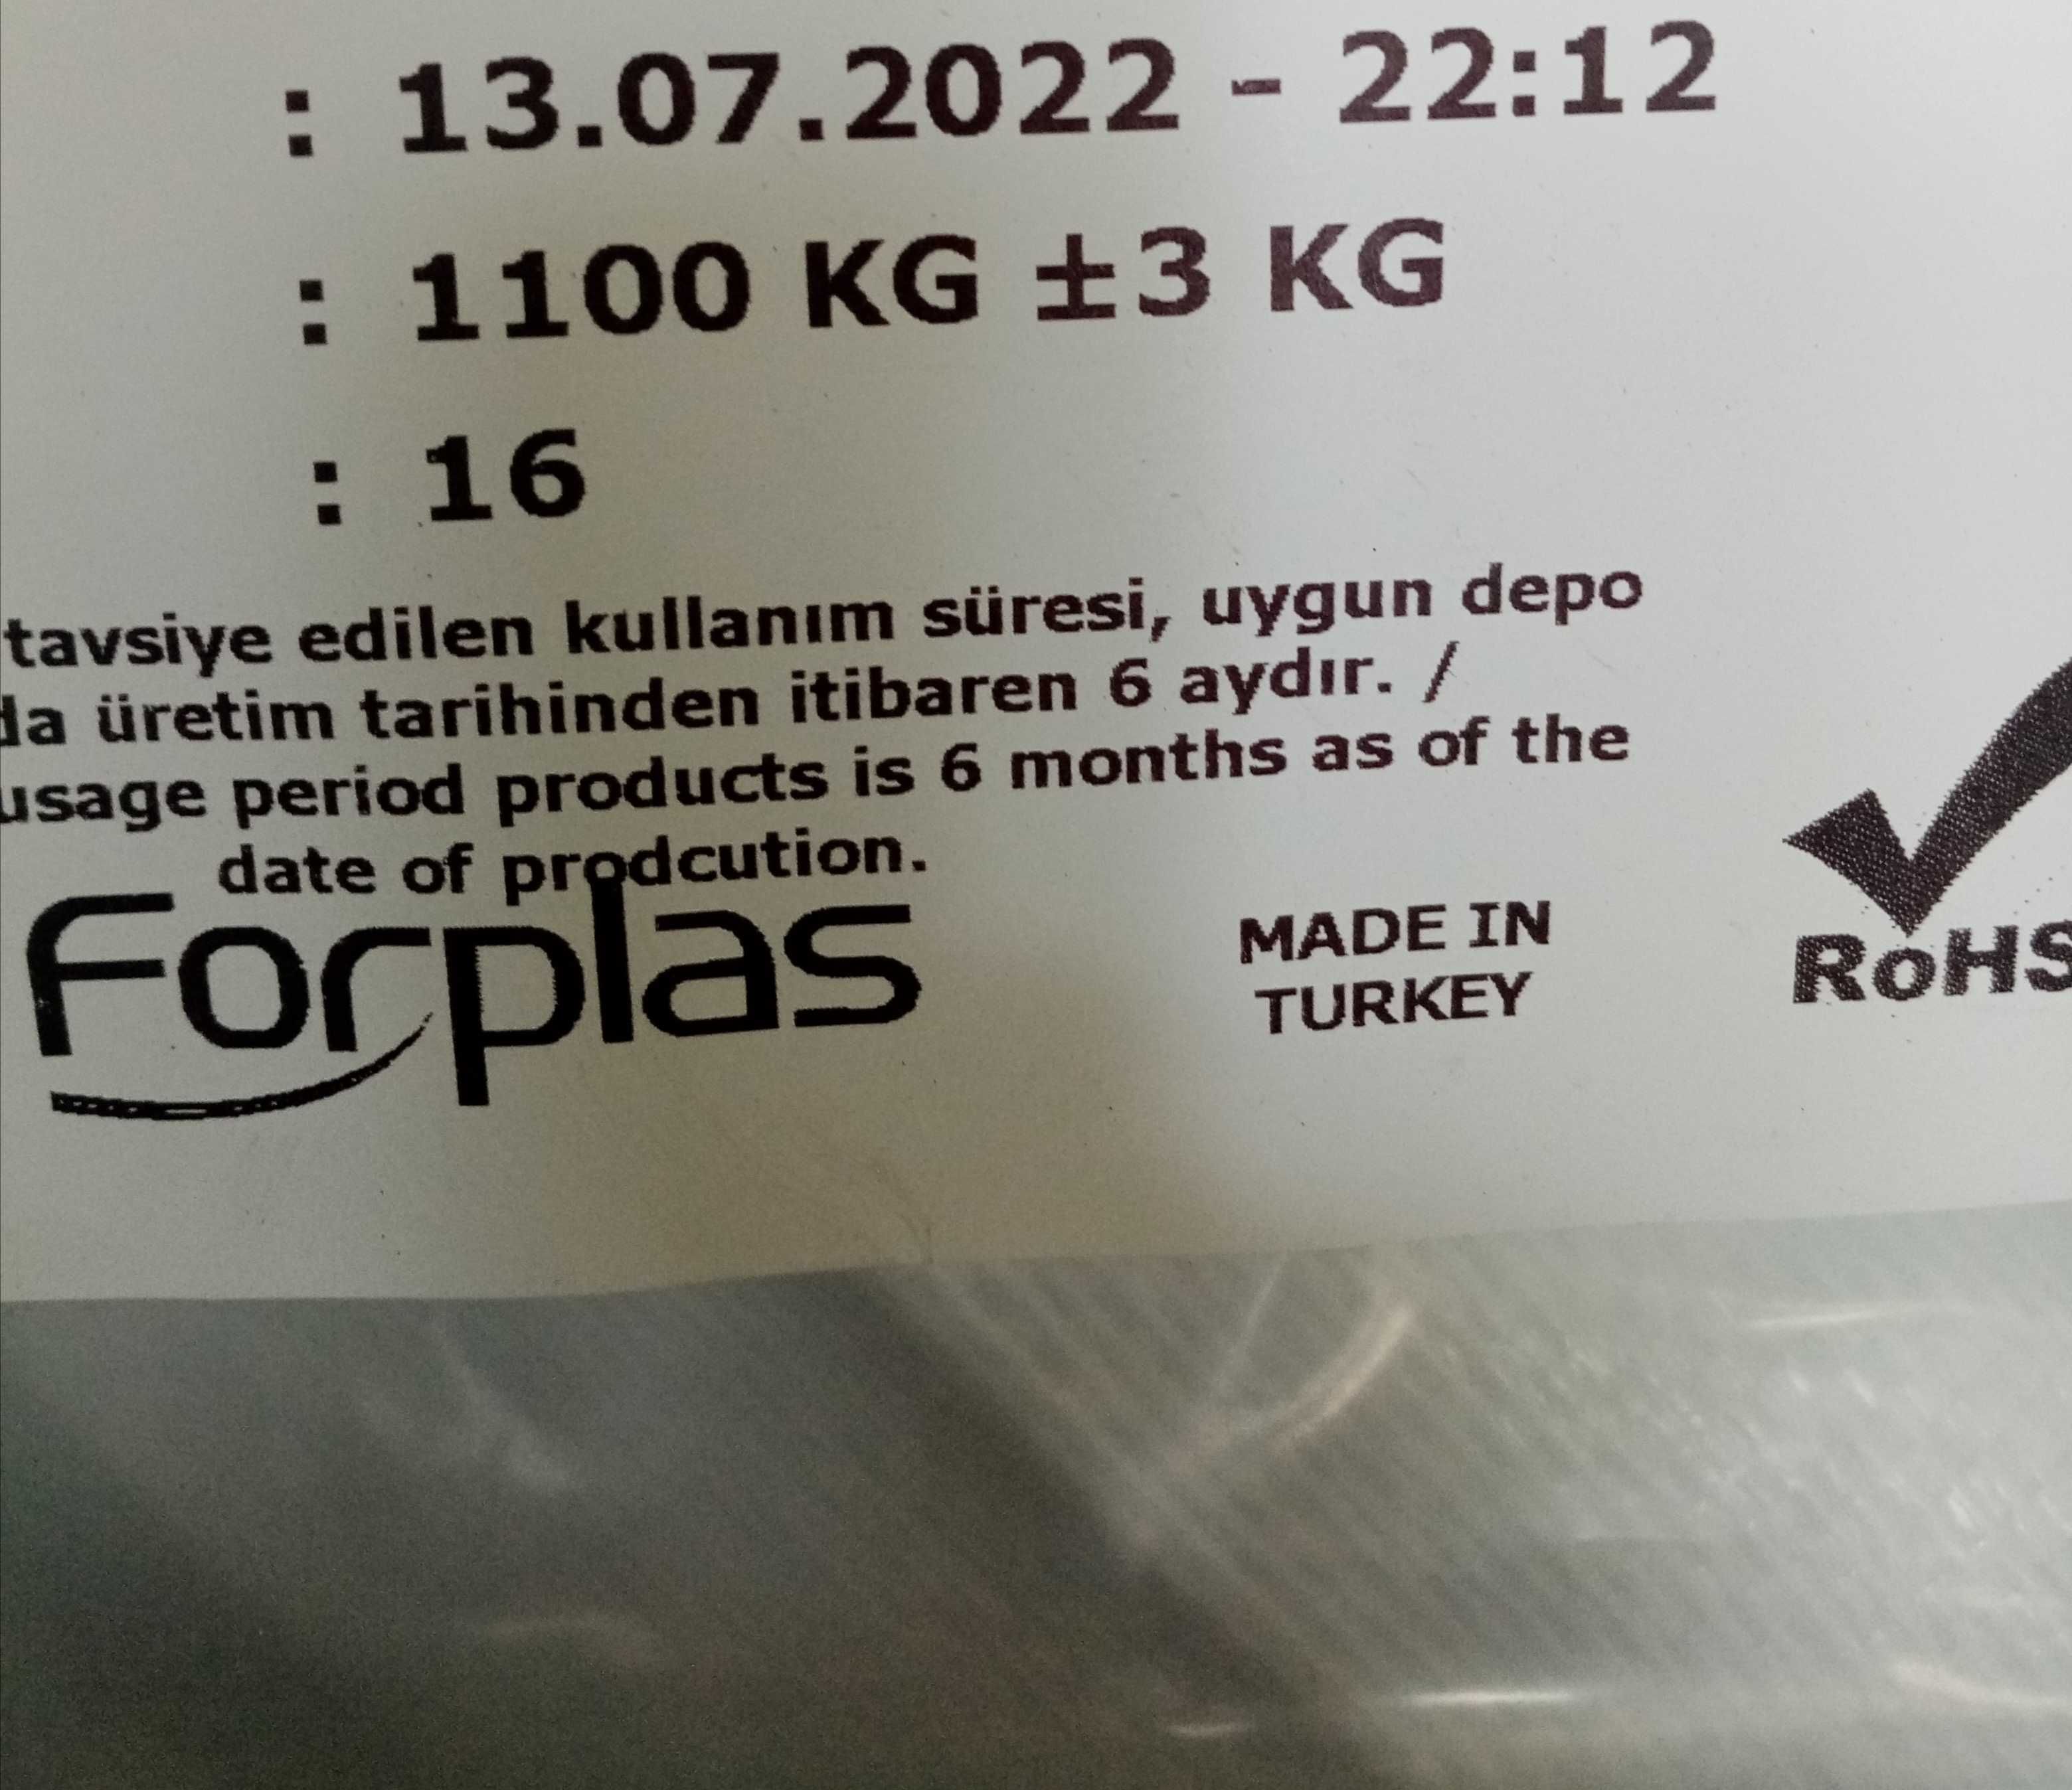 : 13.07.2022 - 22:12
: 1100 KG ±3 KG
: 16
tavsiye edilen kullanım süresi, uygun depo
da üretim tarihinden itibaren 6 aydır. /
usage period products is 6 months as of the
date of prodcution.
Forplas
MADE IN
TURKEY
RoHS